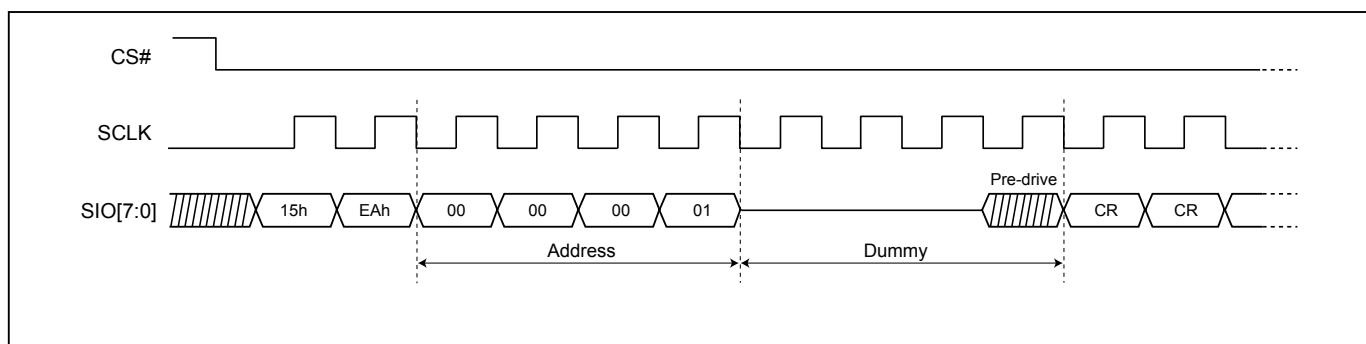 CS#
SCLK
Pre-drive
SIO[7:0] 15h EAh 00 00 00 01 CR CR
Address Dummy